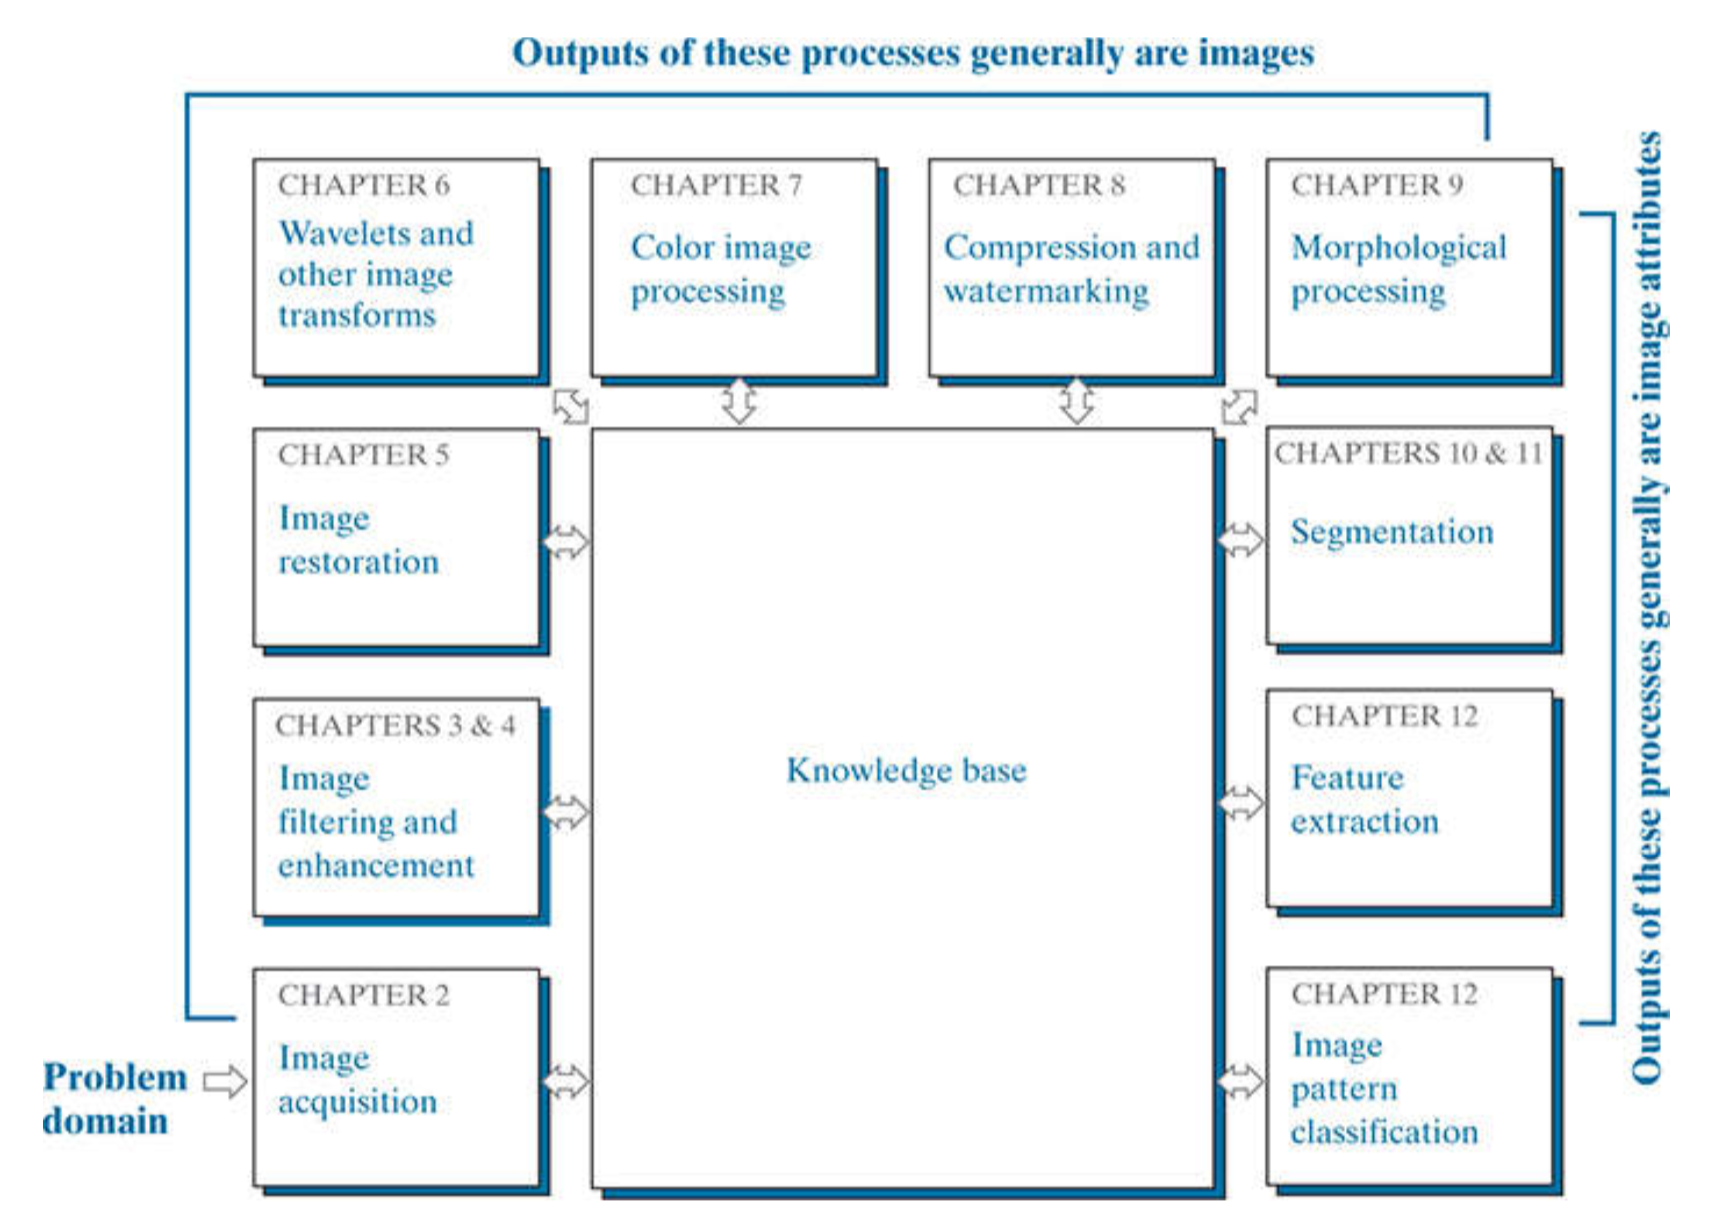 Outputs of these processes generally are images
CHAPTER 6
Wavelets and
other image
transforms
CHAPTER 7
Color image
processing
CHAPTER 8
Compression and
watermarking
CHAPTER 9
Morphological
processing
CHAPTER 5
Image
restoration
CHAPTERS 10 & 11
Segmentation
CHAPTERS 3 & 4
Image
filtering and
enhancement
Knowledge base
CHAPTER 12
Feature
extraction
Problem
domain
CHAPTER 2
Image
acquisition
CHAPTER 12
Image
pattern
classification
Outputs of these processes generally are image attributes